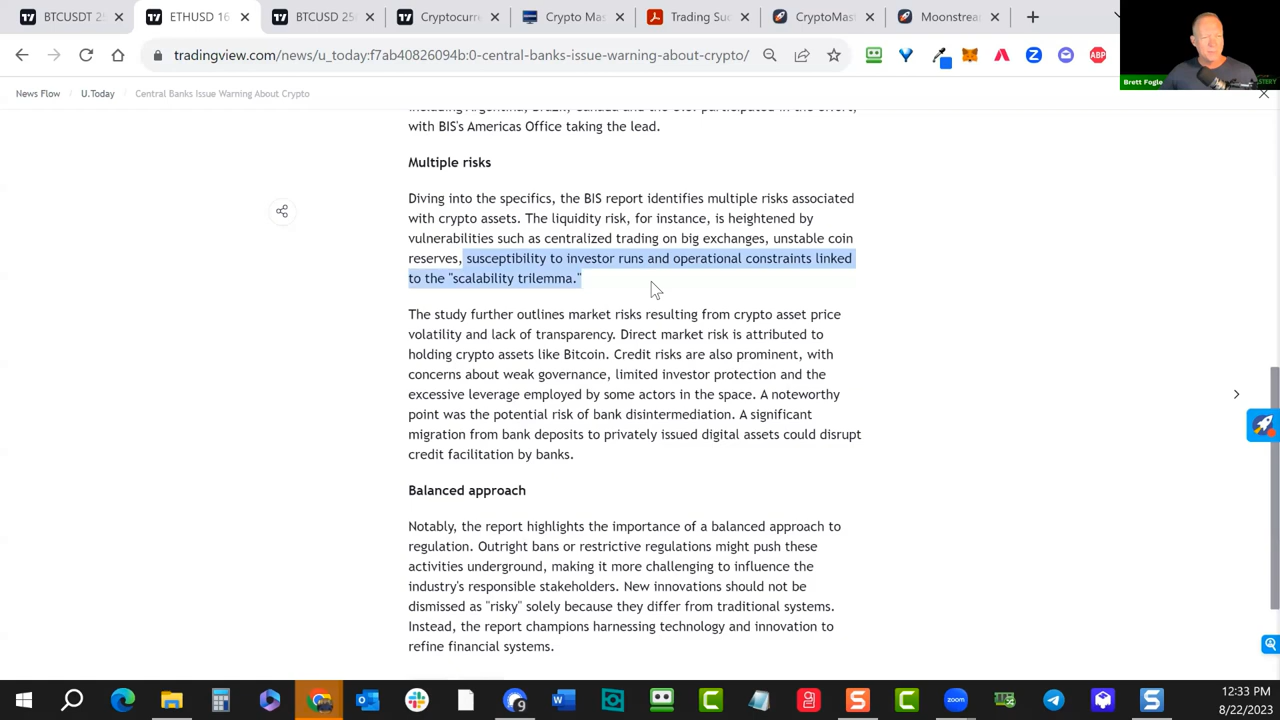 BTCUSDT 2
ETHUSD 16
BTCUSD 25
Cryptocurr
Crypto Mas
Trading Suc
CryptoMas
Moonstrea
tradingview.com/news/u_today:f7ab40826094b:0-central-banks-issue-warning-about-crypto/
ABP
Brett Fogle
News Flow
U.Today
Central Banks Issue Warning About Crypto
with BIS's Americas Office taking the lead.
Multiple risks
Diving into the specifics, the BIS report identifies multiple risks associated
with crypto assets. The liquidity risk, for instance, is heightened by
vulnerabilities such as centralized trading on big exchanges, unstable coin
reserves, susceptibility to investor runs and operational constraints linked
to the "scalability trilemma."
The study further outlines market risks resulting from crypto asset price
volatility and lack of transparency. Direct market risk is attributed to
holding crypto assets like Bitcoin. Credit risks are also prominent, with
concerns about weak governance, limited investor protection and the
excessive leverage employed by some actors in the space. A noteworthy
point was the potential risk of bank disintermediation. A significant
migration from bank deposits to privately issued digital assets could disrupt
credit facilitation by banks.
Balanced approach
Notably, the report highlights the importance of a balanced approach to
regulation. Outright bans or restrictive regulations might push these
activities underground, making it more challenging to influence the
industry's responsible stakeholders. New innovations should not be
dismissed as "risky" solely because they differ from traditional systems.
Instead, the report champions harnessing technology and innovation to
refine financial systems.
12:33 PM
8/22/2023